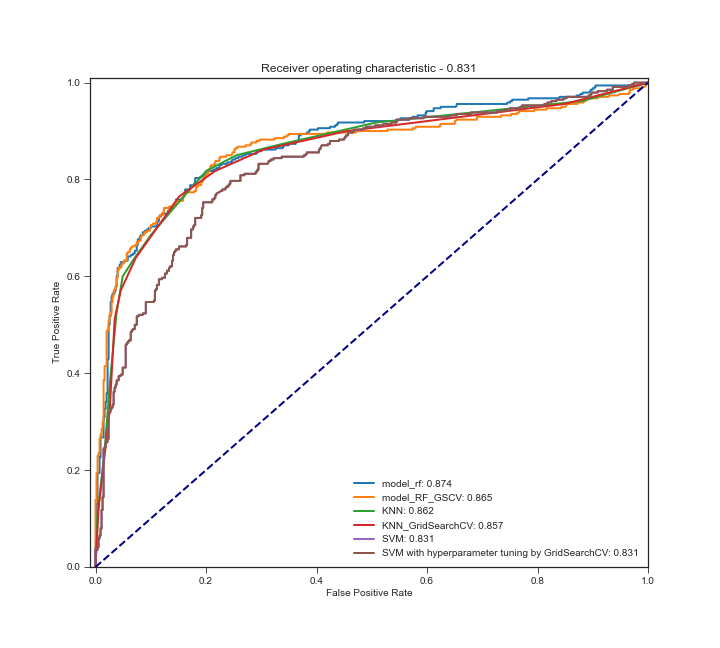 Receiver operating characteristic - 0.831
1.0
0.8
0.6
0.4
0.2
0.0
True Positive Rate
model_rf: 0.874
model_RF_GSCV: 0.865
KNN: 0.862
KNN_GridSearchCV: 0.857
SVM: 0.831
SVM with hyperparameter tuning by GridSearchCV: 0.831
0.0 0.2 0.4 0.6 0.8 1.0
False Positive Rate